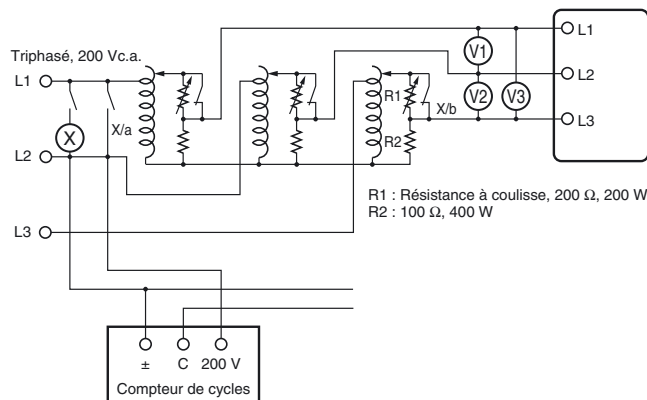 Triphasé, 200 Vc.a.
L1
X
X/a
L2
L3
R1
R2
X/b
V1
V2
V3
L1
L2
L3
R1 : Résistance à coulisse, 200 Ω, 200 W
R2 : 100 Ω, 400 W
± C 200 V
Compteur de cycles